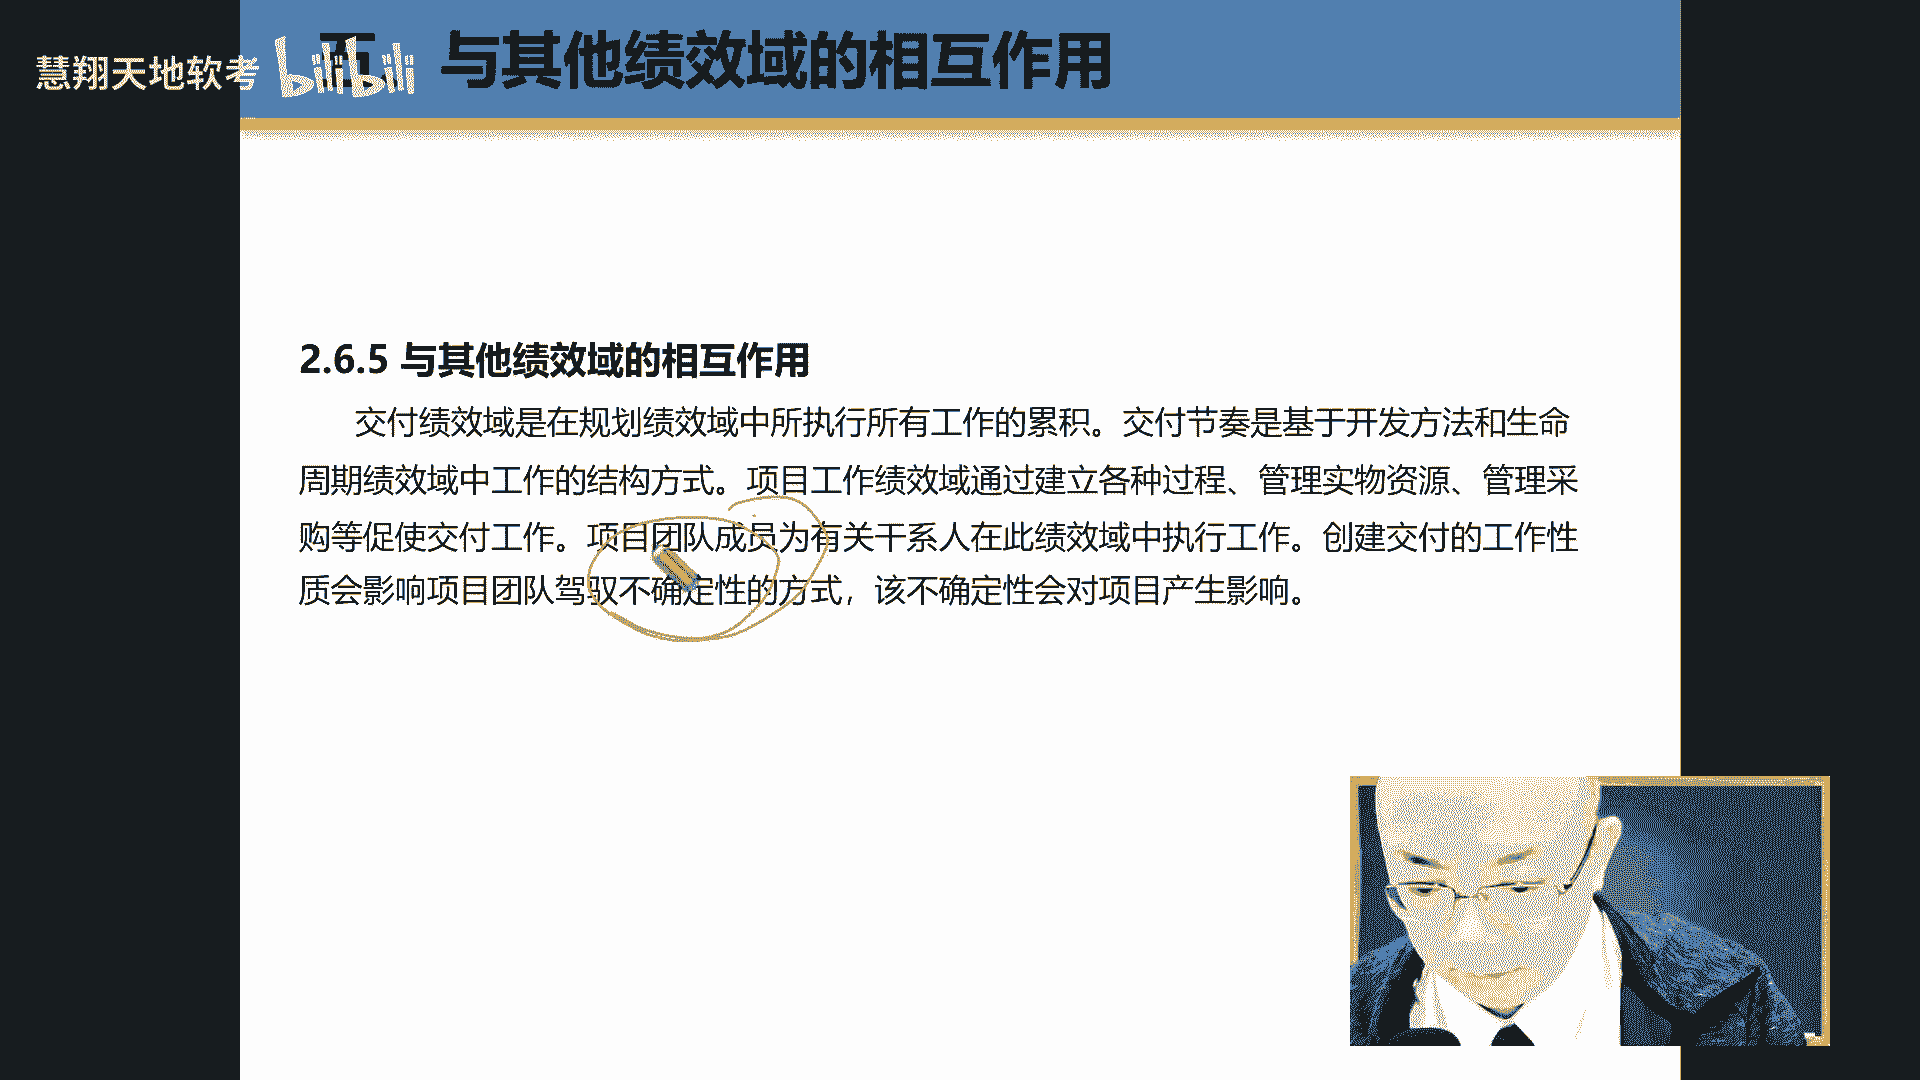 慧翔天地软考 bilibili
五、与其他绩效域的相互作用
2.6.5 与其他绩效域的相互作用
交付绩效域是在规划绩效域中所执行所有工作的累积。交付节奏是基于开发方法和生命
周期绩效域中工作的结构方式。项目工作绩效域通过建立各种过程、管理实物资源、管理采
购等促使交付工作。项目团队成员为有关干系人在此绩效域中执行工作。创建交付的工作性
质会影响项目团队驾驭不确定性的方式，该不确定性会对项目产生影响。